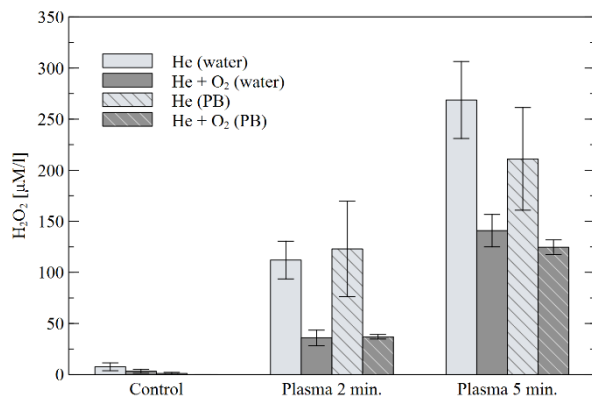 350
300
250
200
150
100
50
0
H₂O₂ [µM/l]
He (water)
He + O₂ (water)
He (PB)
He + O₂ (PB)
Control
Plasma 2 min.
Plasma 5 min.